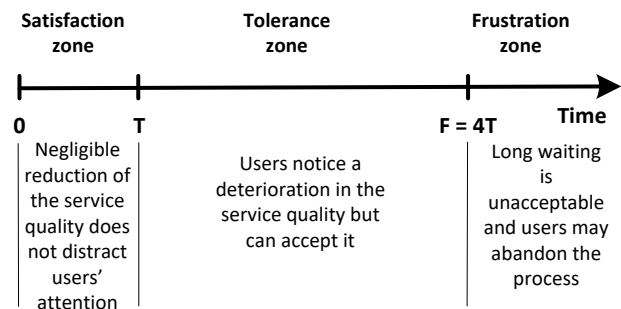 Satisfaction
zone
Tolerance
zone
Frustration
zone
0
T
F = 4T
Time
Negligible
reduction of
the service
quality does
not distract
users'
attention
Users notice a
deterioration in the
service quality but
can accept it
Long waiting
is
unacceptable
and users may
abandon the
process